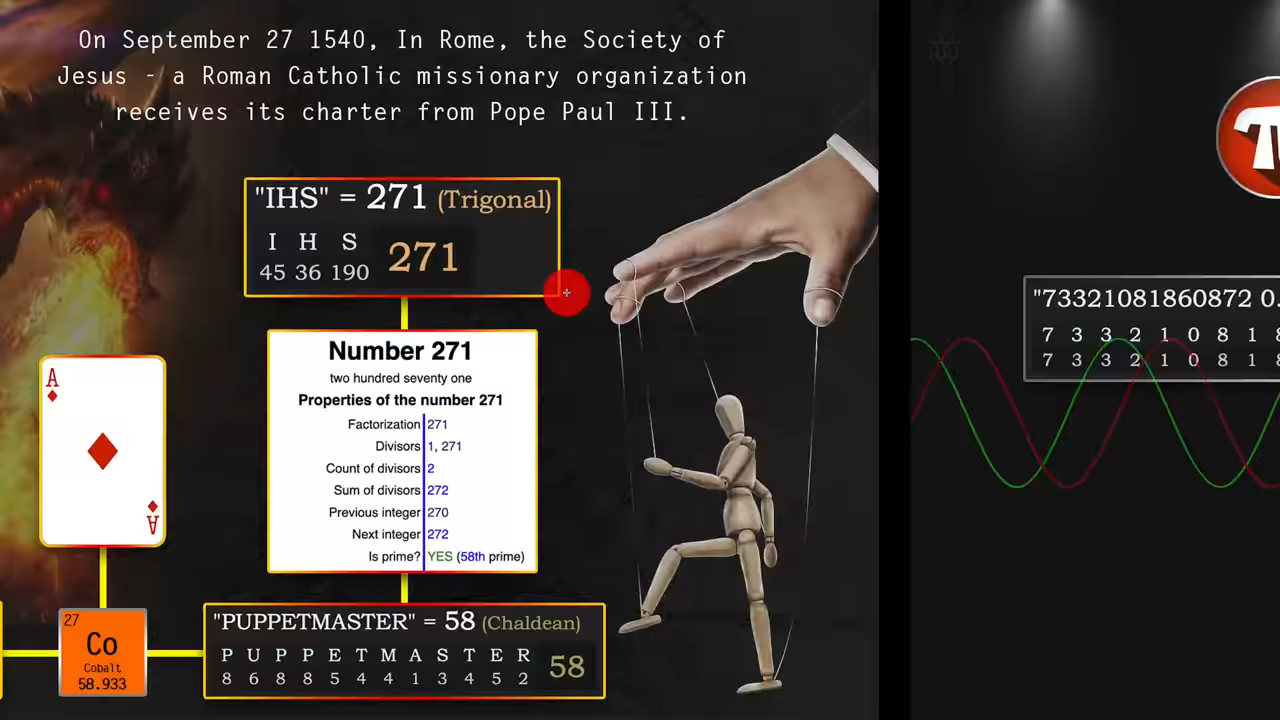 On September 27 1540, In Rome, the Society of
Jesus - a Roman Catholic missionary organization
receives its charter from Pope Paul III.
"IHS" = 271 (Trigonal)
I H S
45 36 190
271
Number 271
two hundred seventy one
Properties of the number 271
Factorization 271
Divisors 1, 271
Count of divisors 2
Sum of divisors 272
Previous integer 270
Next integer 272
Is prime? YES (58th prime)
A
A
27
Co
Cobalt
58.933
"PUPPETMASTER" = 58 (Chaldean)
P U P P E T M A S T E R
8 6 8 8 5 4 4 1 3 4 5 2
58
"73321081860872 0.
7 3 3 2 1 0 8 1 8
7 3 3 2 1 0 8 1 8